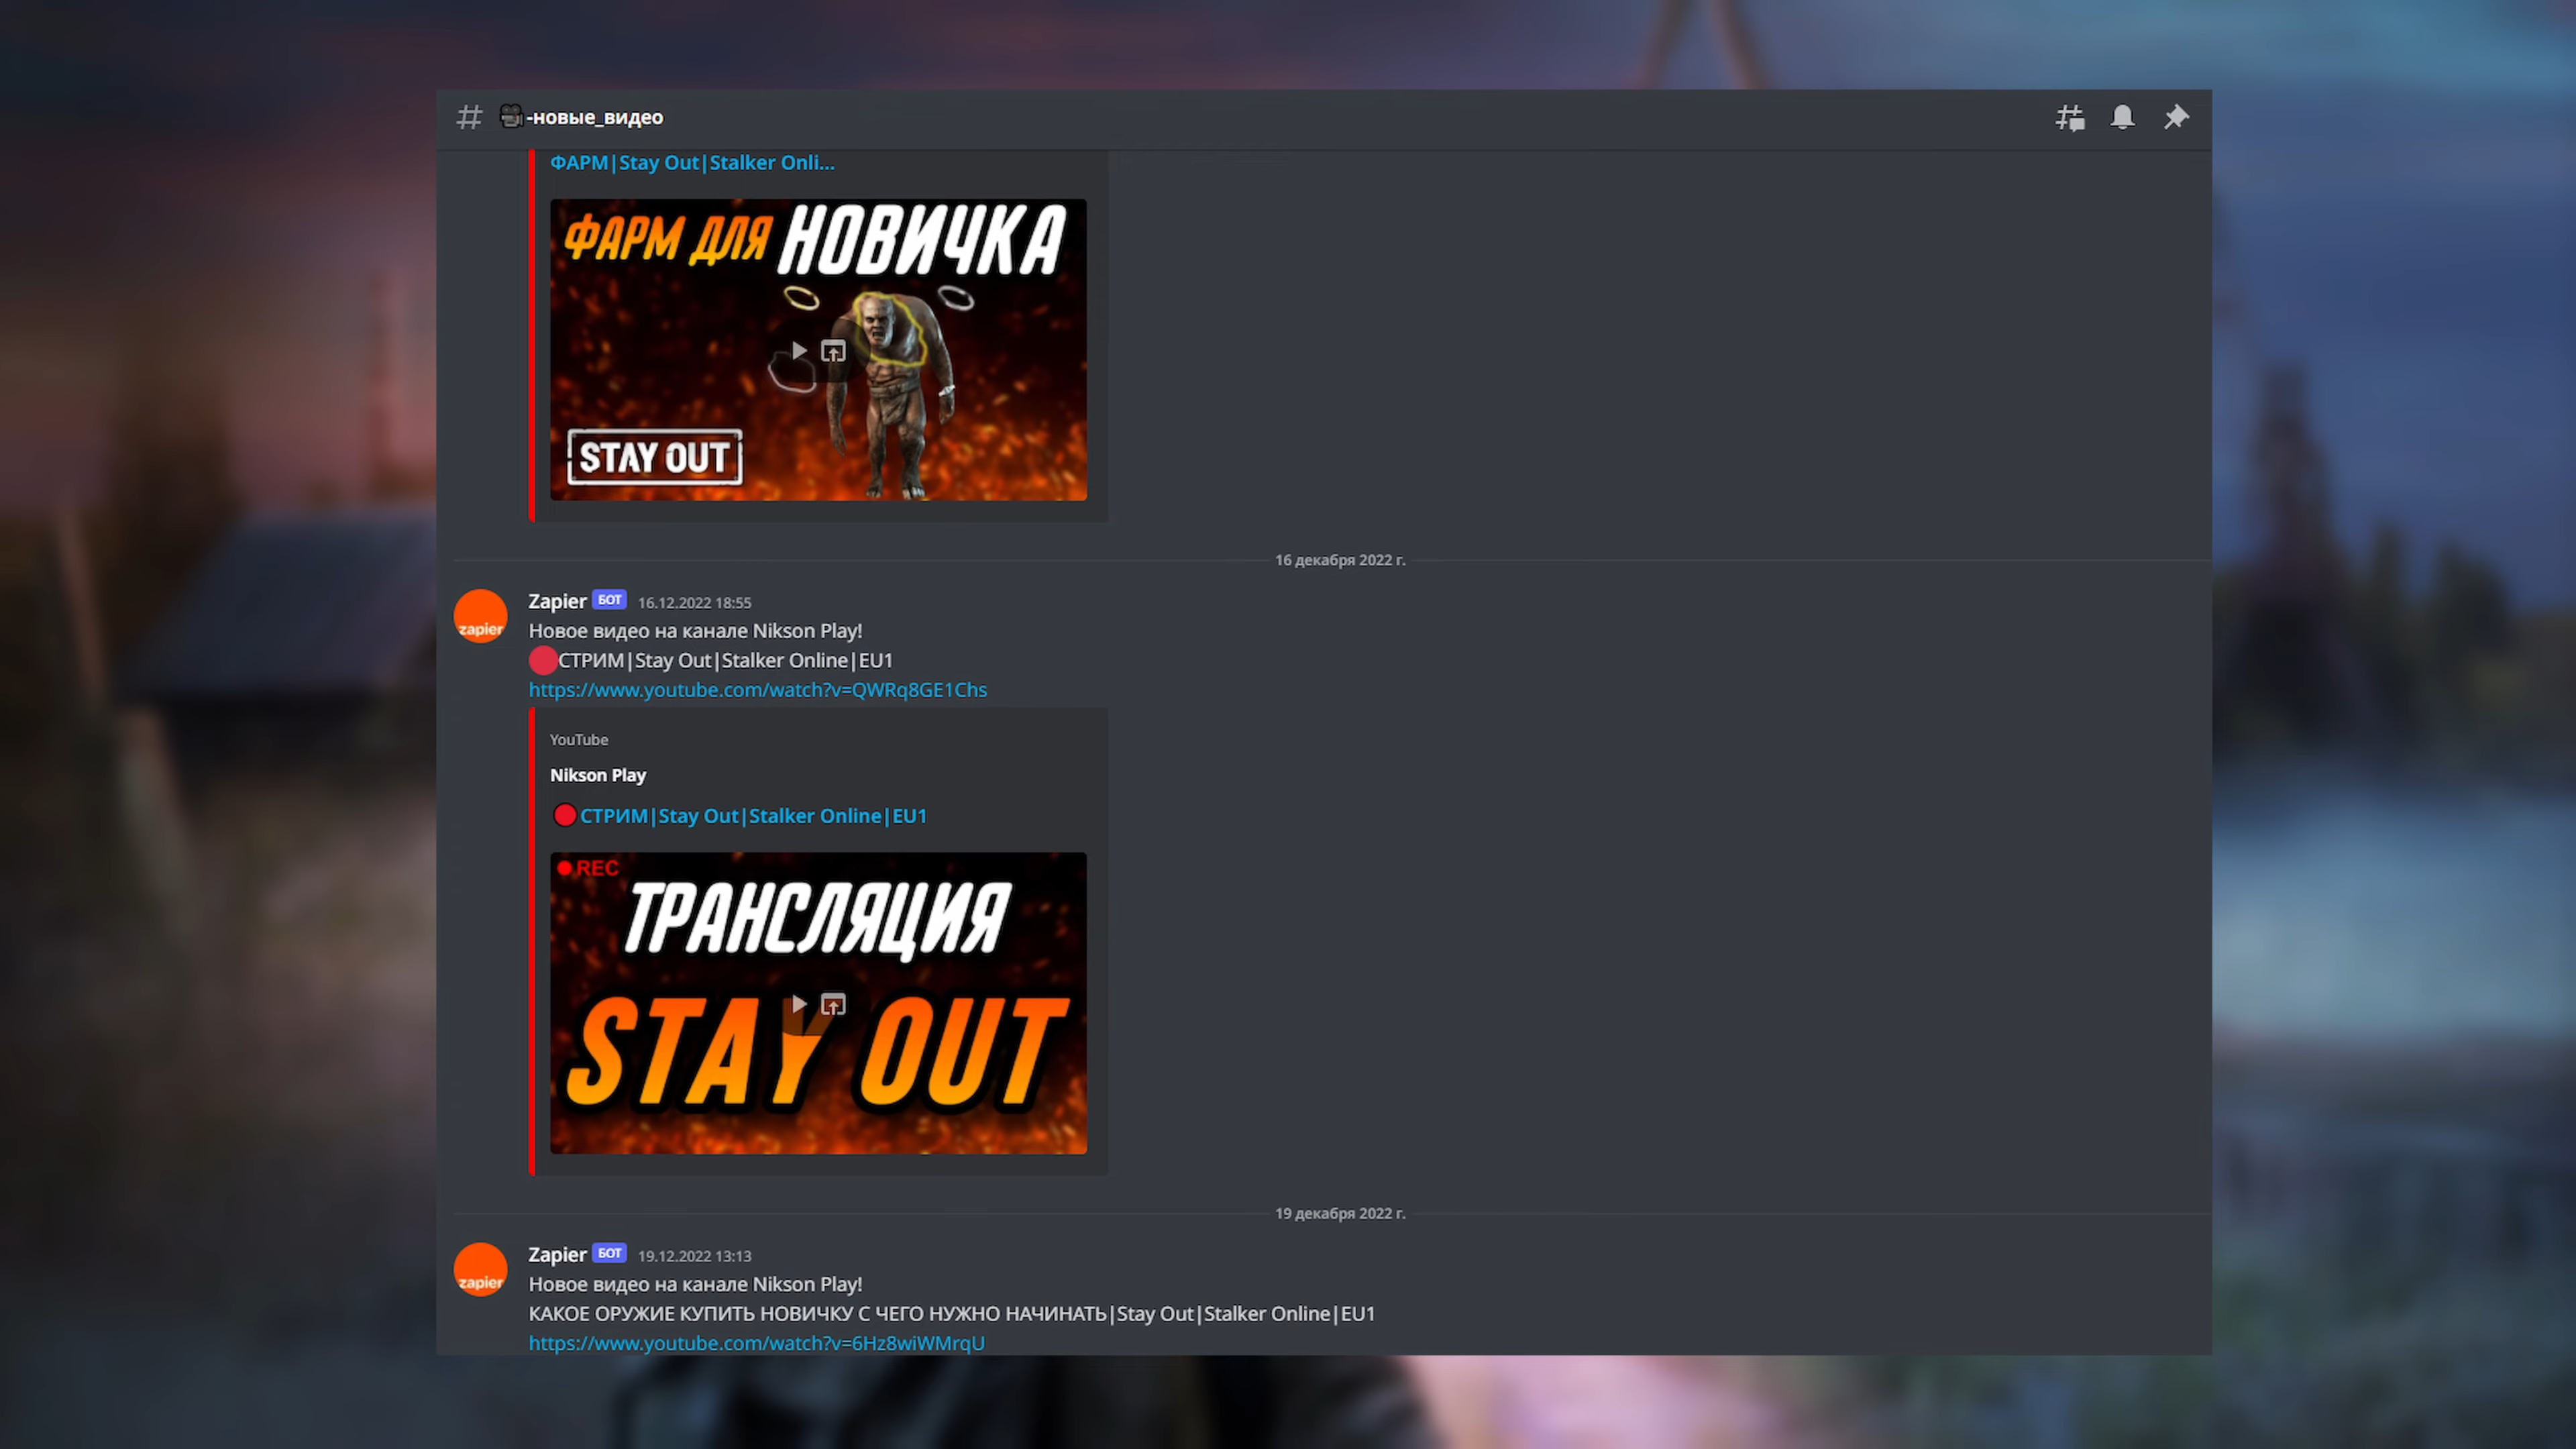 -новые_видео
ФАРМ|Stay Out|Stalker Onli...
ФАРМ ДЛЯ НОВИЧКА
STAY OUT
16 декабря 2022 г.
zapier
Zapier БОТ 16.12.2022 18:55
Новое видео на канале Nikson Play!
СТРИМ|Stay Out|Stalker Online|EU1
https://www.youtube.com/watch?v=QWRq8GE1Chs
YouTube
Nikson Play
СТРИМ|Stay Out|Stalker Online|EU1
REC
ТРАНСЛЯЦИЯ
STAY OUT
19 декабря 2022 г.
zapier
Zapier БОТ 19.12.2022 13:13
Новое видео на канале Nikson Play!
КАКОЕ ОРУЖИЕ КУПИТЬ НОВИЧКУ С ЧЕГО НУЖНО НАЧИНАТЬ|Stay Out|Stalker Online|EU1
https://www.youtube.com/watch?v=6Hz8wiWMrqU